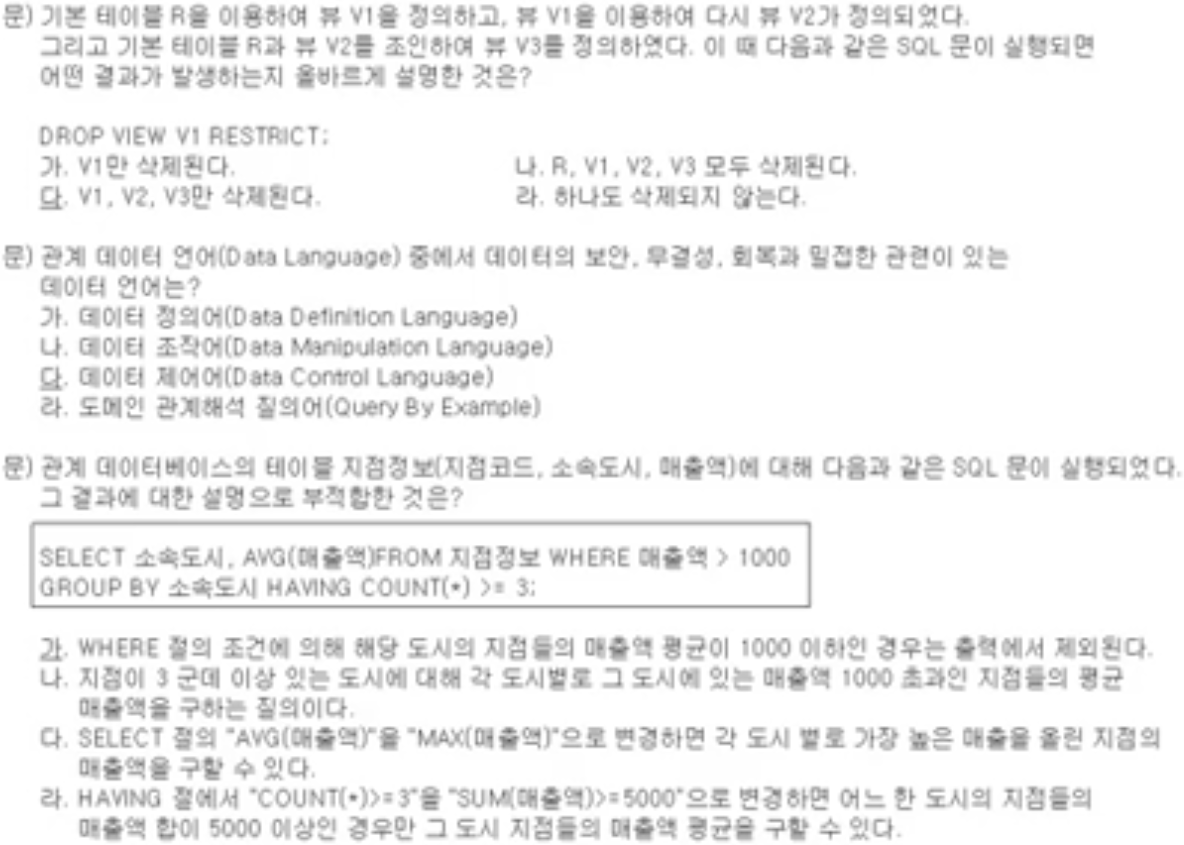 문) 기본 테이블 R을 이용하여 뷰 V1을 정의하고, 뷰 V1을 이용하여 다시 뷰 V2가 정의되었다.
그리고 기본 테이블 R과 뷰 V2를 조인하여 뷰 V3를 정의하였다. 이 때 다음과 같은 SQL 문이 실행되면
어떤 결과가 발생하는지 올바르게 설명한 것은?
DROP VIEW V1 RESTRICT;
가. V1만 삭제된다. 나. R, V1, V2, V3 모두 삭제된다.
다. V1, V2, V3만 삭제된다. 라. 하나도 삭제되지 않는다.
문) 관계 데이터 언어(Data Language) 중에서 데이터의 보안, 무결성, 회복과 밀접한 관련이 있는
데이터 언어는?
가. 데이터 정의어(Data Definition Language)
나. 데이터 조작어(Data Manipulation Language)
다. 데이터 제어어(Data Control Language)
라. 도메인 관계해석 질의어(Query By Example)
문) 관계 데이터베이스의 테이블 지점정보(지점코드, 소속도시, 매출액)에 대해 다음과 같은 SQL 문이 실행되었다.
그 결과에 대한 설명으로 부적합한 것은?
SELECT 소속도시, AVG(매출액)FROM 지점정보 WHERE 매출액 > 1000
GROUP BY 소속도시 HAVING COUNT(*) >= 3;
가. WHERE 절의 조건에 의해 해당 도시의 지점들의 매출액 평균이 1000 이하인 경우는 출력에서 제외된다.
나. 지점이 3 군데 이상 있는 도시에 대해 각 도시별로 그 도시에 있는 매출액 1000 초과인 지점들의 평균
매출액을 구하는 질의이다.
다. SELECT 절의 "AVG(매출액)"을 "MAX(매출액)"으로 변경하면 각 도시 별로 가장 높은 매출을 올린 지점의
매출액을 구할 수 있다.
라. HAVING 절에서 "COUNT(*)>=3"을 "SUM(매출액)>=5000"으로 변경하면 어느 한 도시의 지점들의
매출액 합이 5000 이상인 경우만 그 도시 지점들의 매출액 평균을 구할 수 있다.